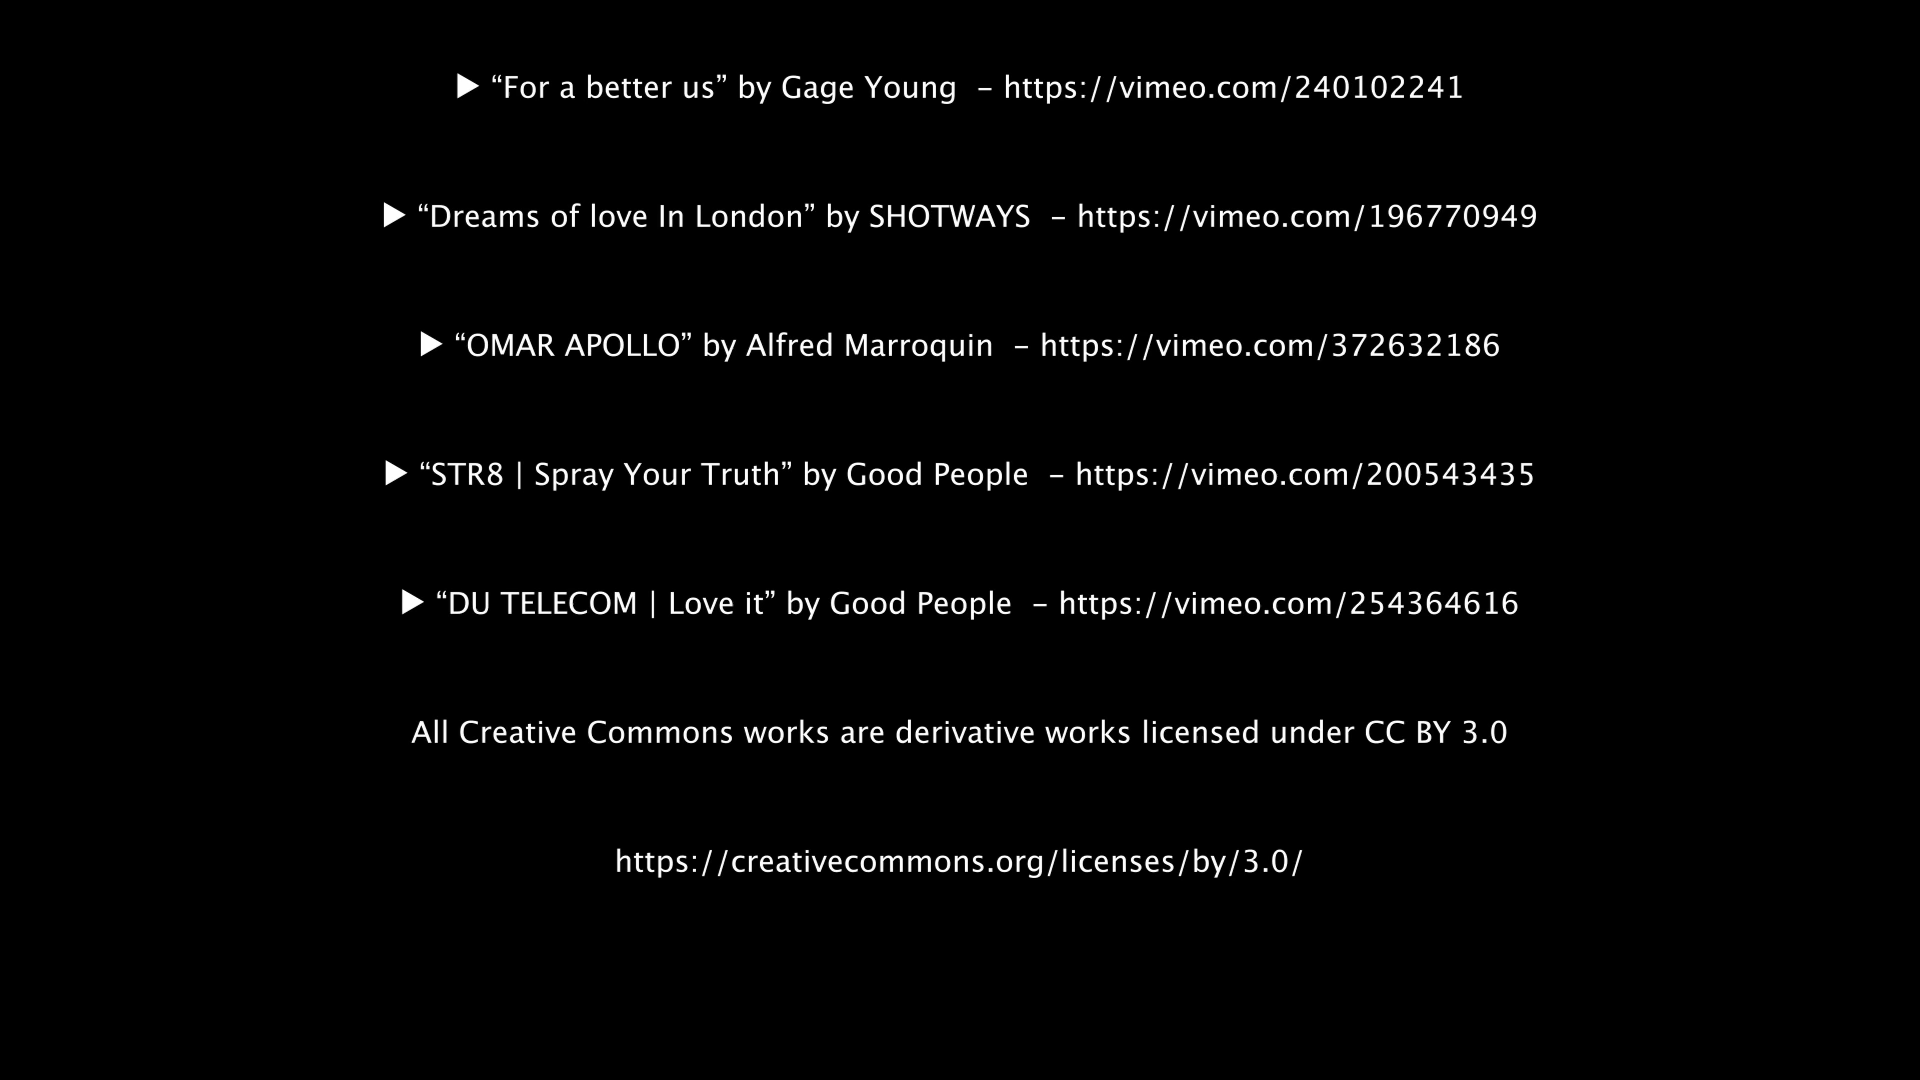 ▶ “For a better us” by Gage Young  – https://vimeo.com/240102241
▶ “Dreams of love In London” by SHOTWAYS  – https://vimeo.com/196770949
▶ “OMAR APOLLO” by Alfred Marroquin  – https://vimeo.com/372632186
▶ “STR8 | Spray Your Truth” by Good People  – https://vimeo.com/200543435
▶ “DU TELECOM | Love it” by Good People  – https://vimeo.com/254364616
All Creative Commons works are derivative works licensed under CC BY 3.0
https://creativecommons.org/licenses/by/3.0/